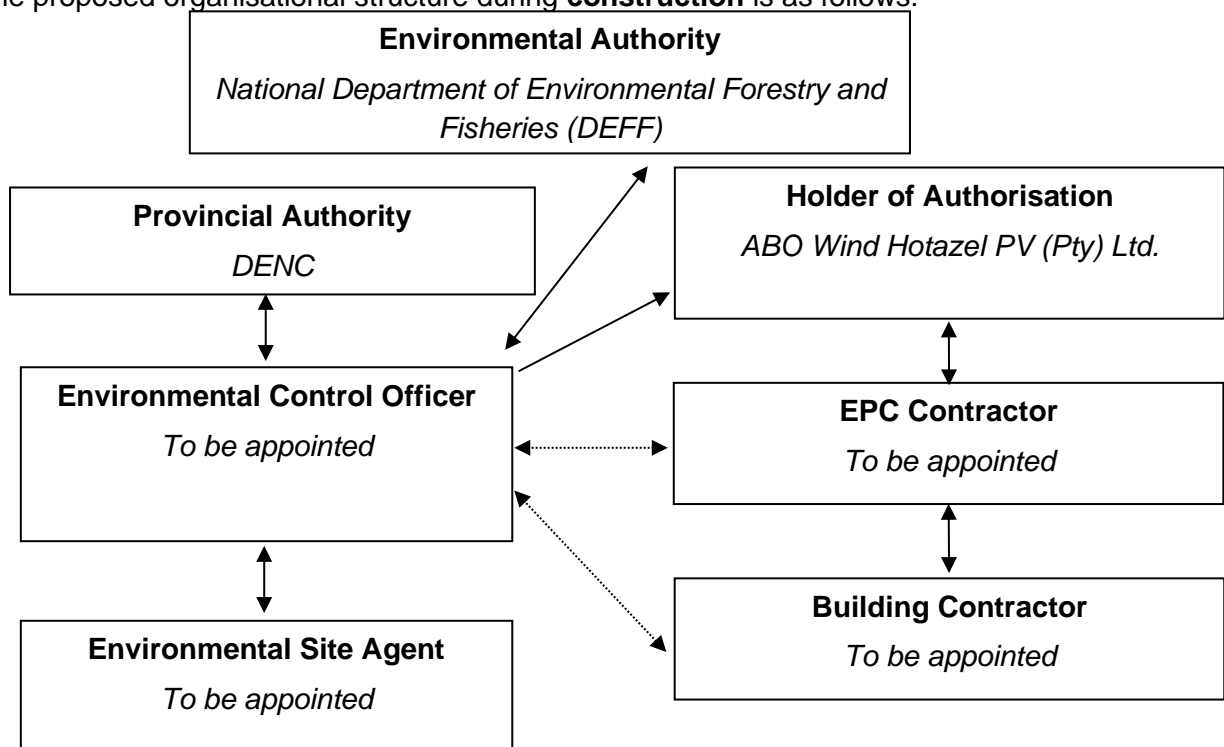 ne proposed organisational structure during construction is as follows:
Environmental Authority
National Department of Environmental Forestry and
Fisheries (DEFF)
Provincial Authority
DENC
Holder of Authorisation
ABO Wind Hotazel PV (Pty) Ltd.
Environmental Control Officer
To be appointed
EPC Contractor
To be appointed
Environmental Site Agent
To be appointed
Building Contractor
To be appointed